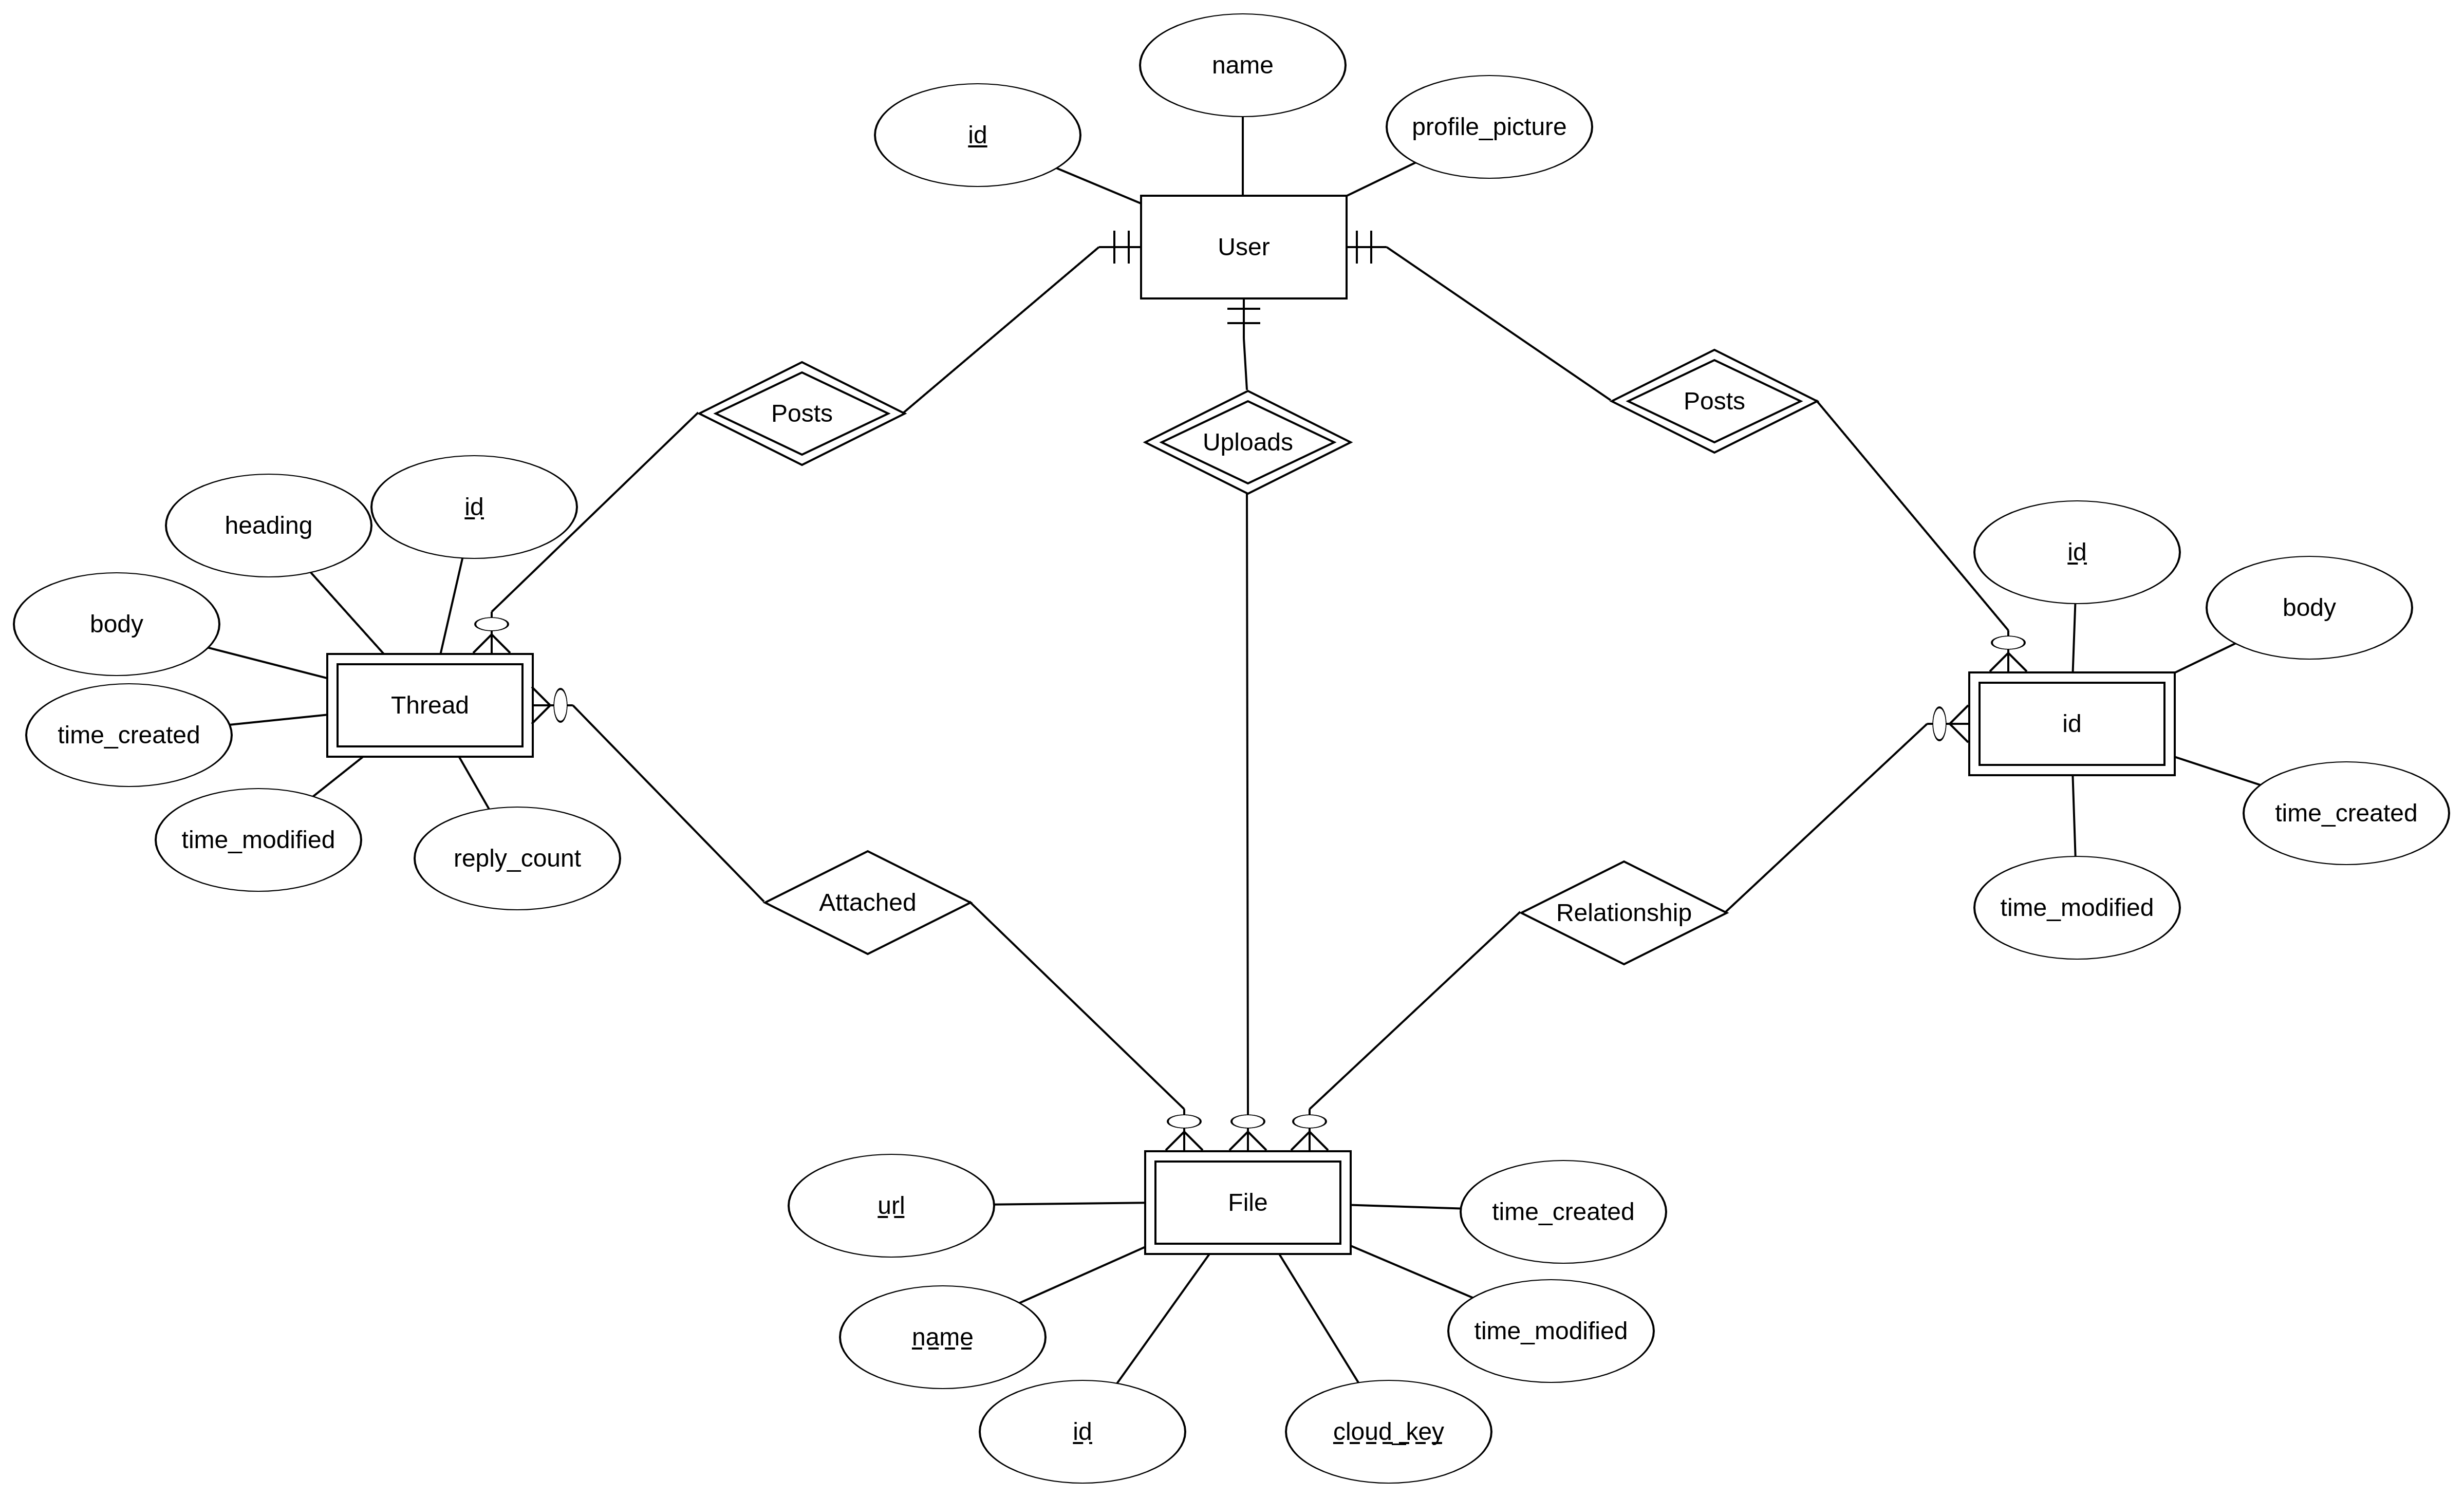 name
id
profile_picture
User
Posts
Posts
Uploads
heading
id
id
body
body
Thread
id
time_created
time_created
time_modified
reply_count
Attached
Relationship
time_modified
url
File
time_created
name
time_modified
id
cloud_key